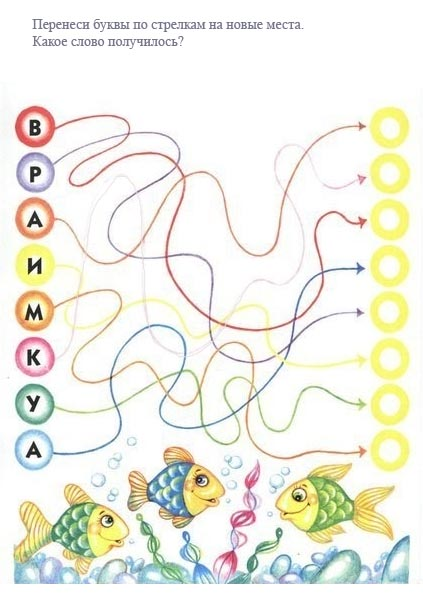 Перенеси буквы по стрелкам на новые места.
Какое слово получилось?
В
Р
А
И
М
К
У
А